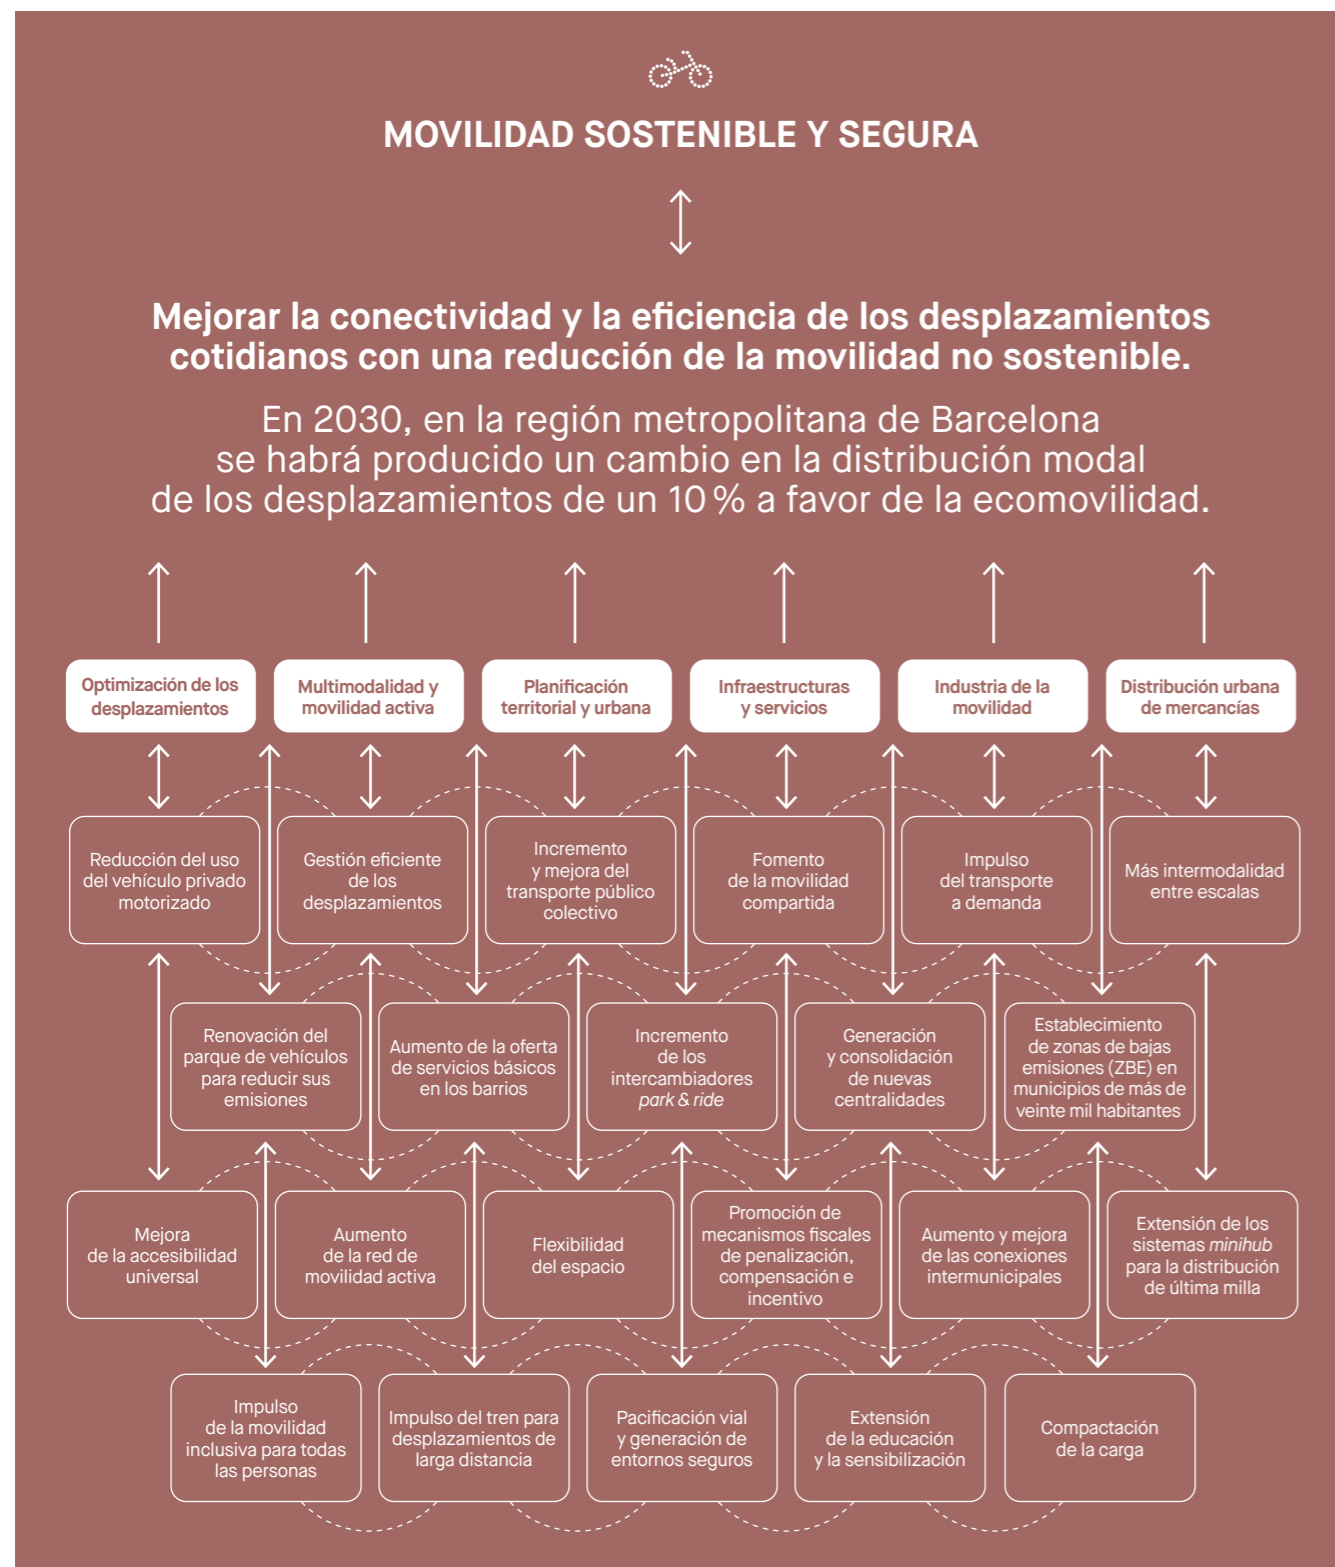 MOVILIDAD SOSTENIBLE Y SEGURA
Mejorar la conectividad y la eficiencia de los desplazamientos
cotidianos con una reducción de la movilidad no sostenible.
En 2030, en la región metropolitana de Barcelona
se habrá producido un cambio en la distribución modal
de los desplazamientos de un 10 % a favor de la ecomovilidad.
Optimización de los
desplazamientos
Multimodalidad y
movilidad activa
Planificación
territorial y urbana
Infraestructuras
y servicios
Industria de la
movilidad
Distribución urbana
de mercancías
Reducción del uso
del vehículo privado
motorizado
Gestión eficiente
de los
desplazamientos
Incremento
y mejora del
transporte público
colectivo
Fomento
de la movilidad
compartida
Impulso
del transporte
a demanda
Más intermodalidad
entre escalas
Renovación del
parque de vehículos
para reducir sus
emisiones
Aumento de la oferta
de servicios básicos
en los barrios
Incremento
de los
intercambiadores
park & ride
Generación
y consolidación
de nuevas
centralidades
Establecimiento
de zonas de bajas
emisiones (ZBE) en
municipios de más de
veinte mil habitantes
Mejora
de la accesibilidad
universal
Aumento
de la red de
movilidad activa
Flexibilidad
del espacio
Promoción de
mecanismos fiscales
de penalización,
compensación e
incentivo
Aumento y mejora
de las conexiones
intermunicipales
Extensión de los
sistemas minihub
para la distribución
de última milla
Impulso
de la movilidad
inclusiva para todas
las personas
Impulso del tren para
desplazamientos de
larga distancia
Pacificación vial
y generación de
entornos seguros
Extensión
de la educación
y la sensibilización
Compactación
de la carga